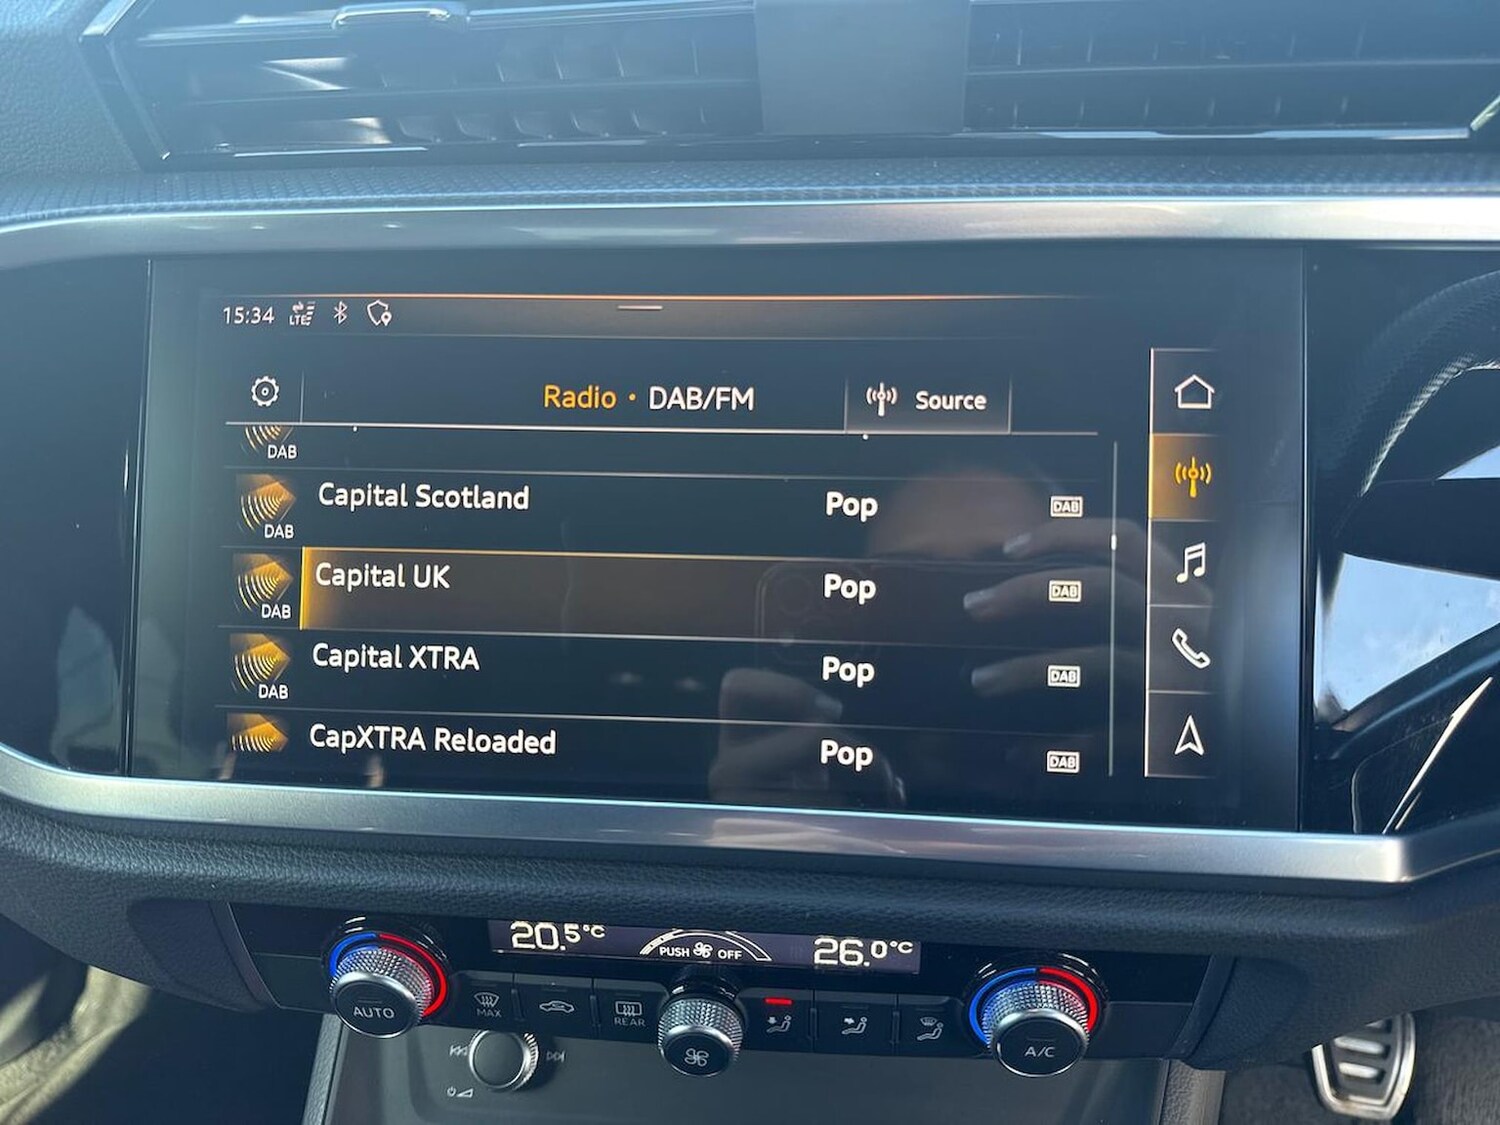 15:34 LTE
Radio • DAB/FM
Source
DAB
Capital Scotland Pop DAB
DAB
Capital UK Pop DAB
DAB
Capital XTRA Pop DAB
DAB
CapXTRA Reloaded Pop DAB
20.5°C
PUSH OFF
26.0°C
AUTO
MAX
REAR
A/C